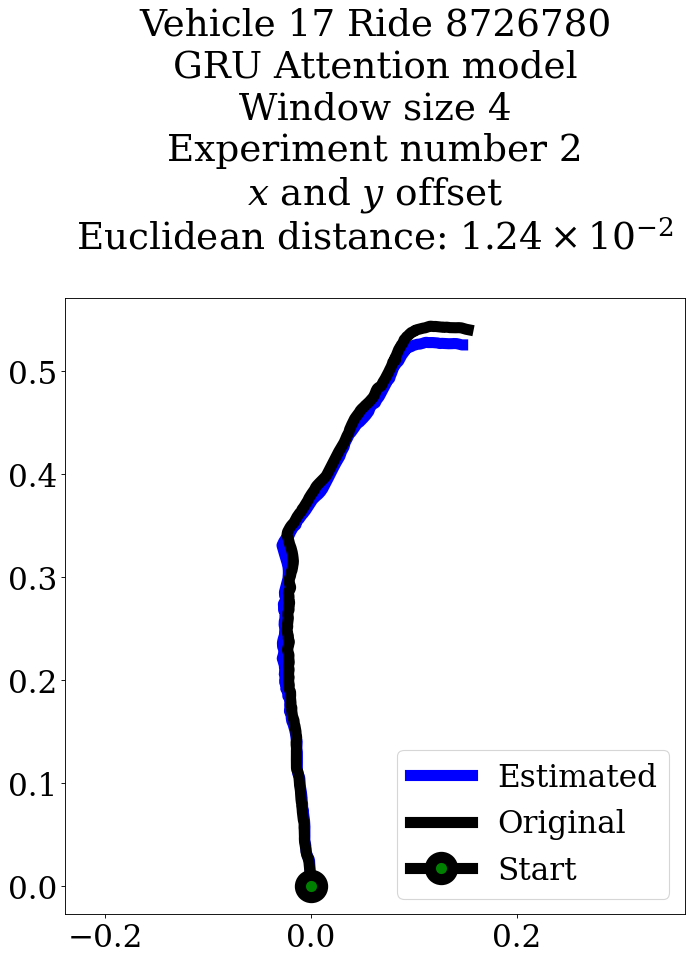 Vehicle 17 Ride 8726780
GRU Attention model
Window size 4
Experiment number 2
x and y offset
Euclidean distance: 1.24 × 10⁻²
0.5
0.4
0.3
0.2
0.1
0.0
−0.2
0.0
0.2
Estimated
Original
Start